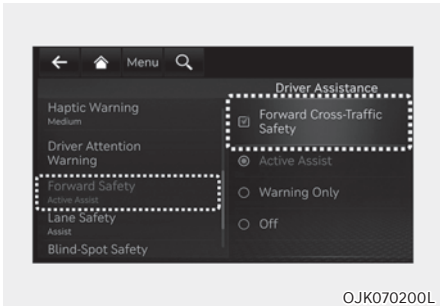 Menu
Driver Assistance
Haptic Warning
Medium
Driver Attention
Warning
Forward Safety
Active Assist
Lane Safety
Assist
Blind-Spot Safety
Forward Cross-Traffic
Safety
Active Assist
Warning Only
Off
OJK070200L